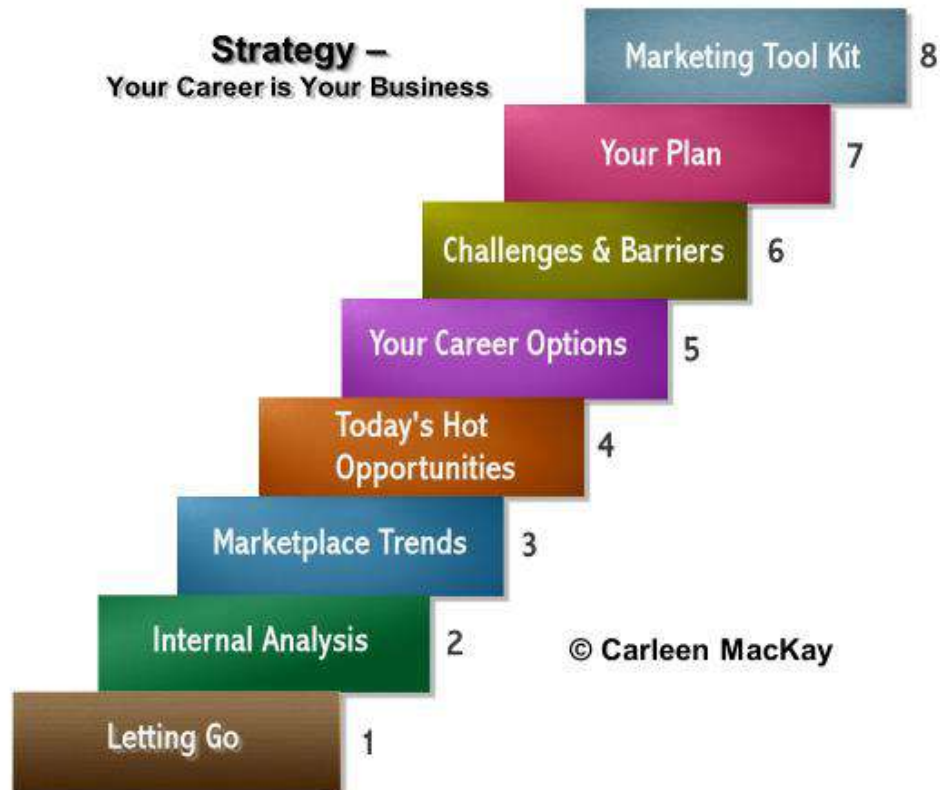 Strategy –
Your Career is Your Business
Marketing Tool Kit 8
Your Plan 7
Challenges & Barriers 6
Your Career Options 5
Today's Hot
Opportunities 4
Marketplace Trends 3
Internal Analysis 2
© Carleen MacKay
Letting Go 1